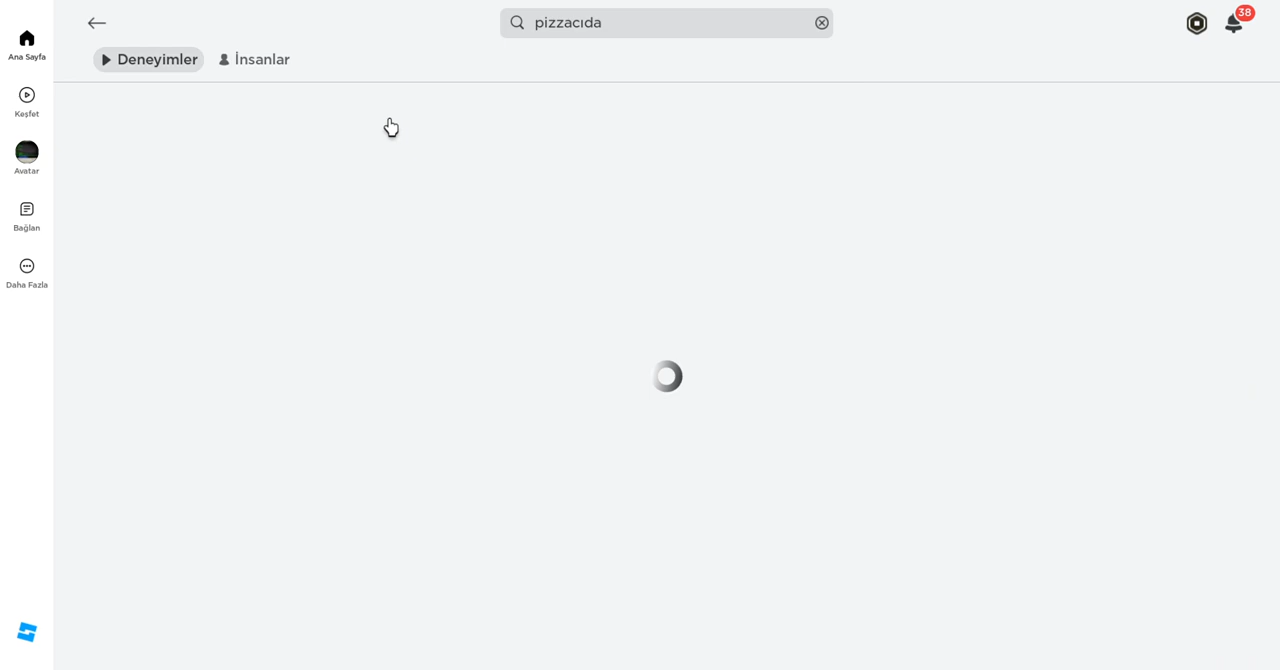 pizzacıda
38
Deneyimler
İnsanlar
Ana Sayfa
Keşfet
Avatar
Bağlan
Daha Fazla